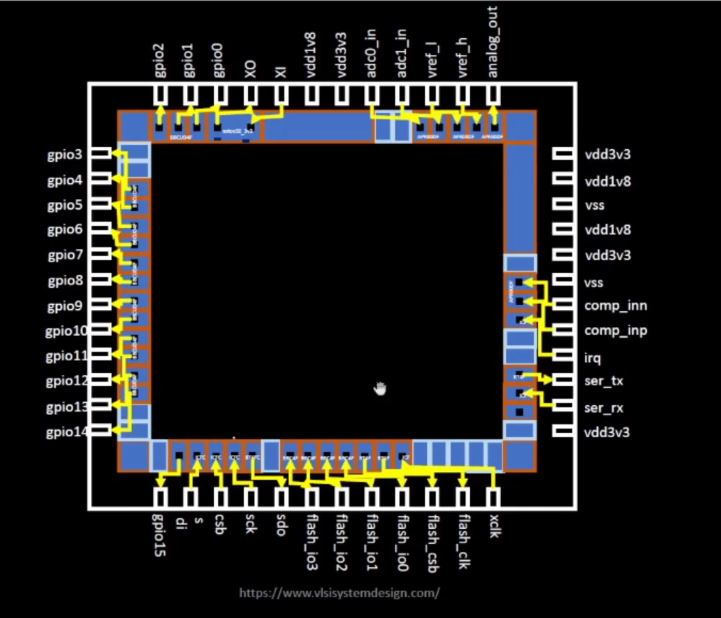 gpio2
gpio1
gpio0
XO
XI
vdd1v8
vdd3v3
adc0_in
adc1_in
vref_l
vref_h
analog_out
gpio3
gpio4
gpio5
gpio6
gpio7
gpio8
gpio9
gpio10
gpio11
gpio12
gpio13
gpio14
vdd3v3
vdd1v8
vss
vdd1v8
vdd3v3
vss
comp_inn
comp_inp
irq
ser_tx
ser_rx
vdd3v3
gpio15
di
s
csb
sck
sdo
flash_io3
flash_io2
flash_io1
flash_io0
flash_csb
flash_clk
xclk
https://www.vlsisystemdesign.com/